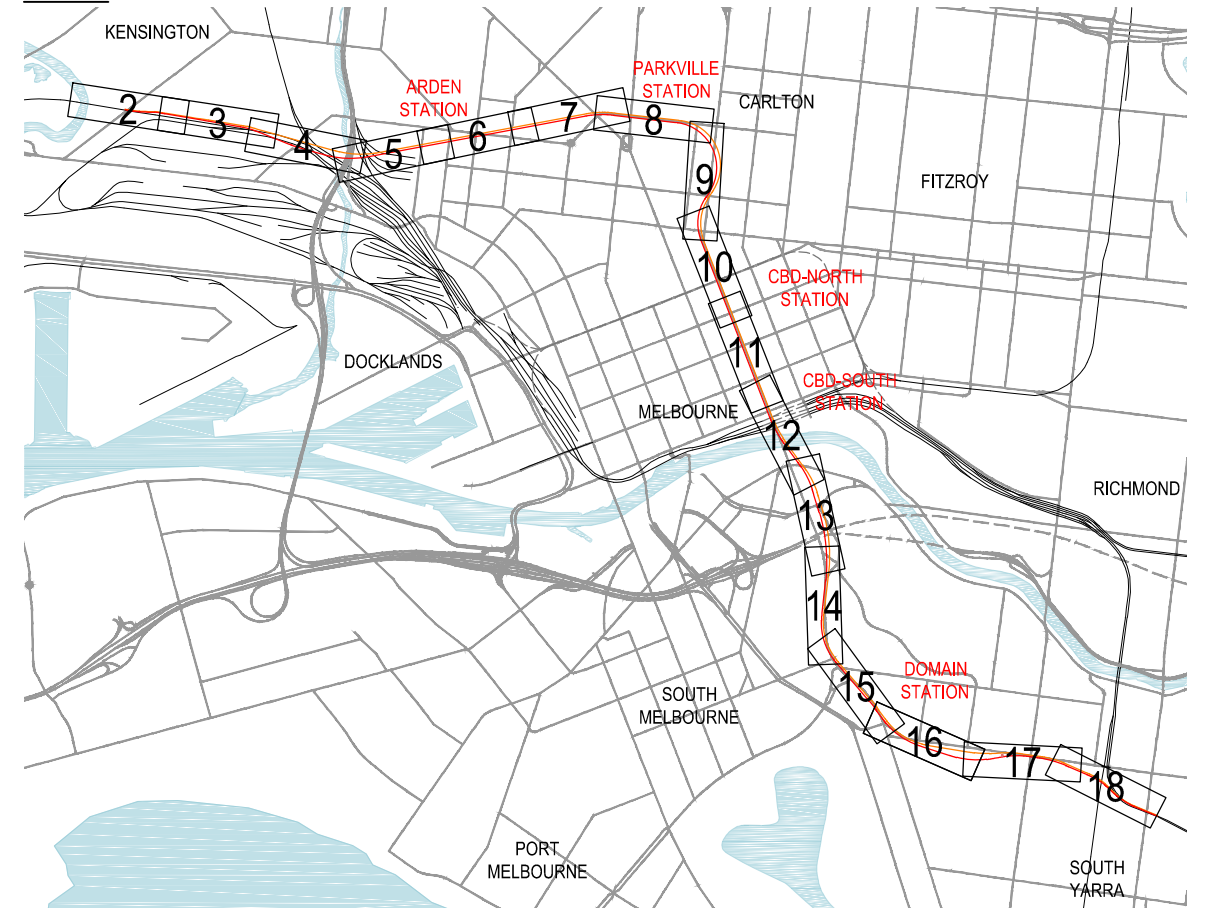 KENSINGTON
ARDEN
STATION
PARKVILLE
STATION
CARLTON
2
3
4
5
6
7
8
9
FITZROY
10
CBD-NORTH
STATION
11
DOCKLANDS
CBD-SOUTH
STATION
MELBOURNE
12
RICHMOND
13
14
15
DOMAIN
STATION
SOUTH
MELBOURNE
16
17
18
PORT
MELBOURNE
SOUTH
YARRA